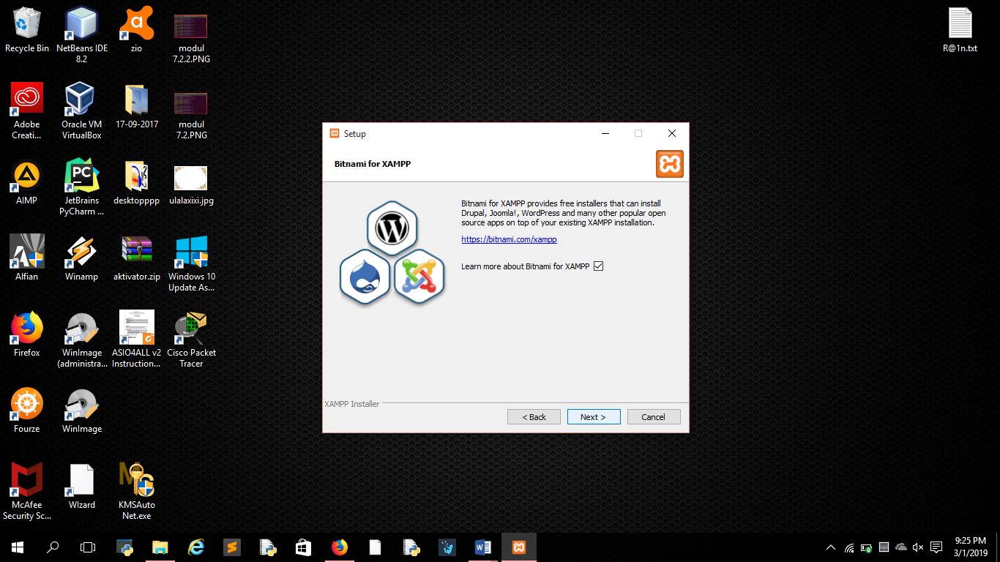 Recycle Bin
NetBeans IDE
8.2
zio
modul
7.2.2.PNG
R@1n.txt
Adobe
Creati...
Oracle VM
VirtualBox
17-09-2017
modul
7.2.PNG
AIMP
PC
JetBrains
PyCharm ...
desktopppp
ulalaxixi.jpg
Alfian
Winamp
aktivator.zip
Windows 10
Update As...
Firefox
WinImage
(administra...
ASIO4ALL v2
Instruction...
Cisco Packet
Tracer
Fourze
WinImage
McAfee
Security Sc...
WIzard
KMSAuto
Net.exe
Setup
Bitnami for XAMPP
Bitnami for XAMPP provides free installers that can install
Drupal, Joomla!, WordPress and many other popular open
source apps on top of your existing XAMPP installation.
https://bitnami.com/xampp
Learn more about Bitnami for XAMPP
XAMPP Installer
< Back
Next >
Cancel
9:25 PM
3/1/2019